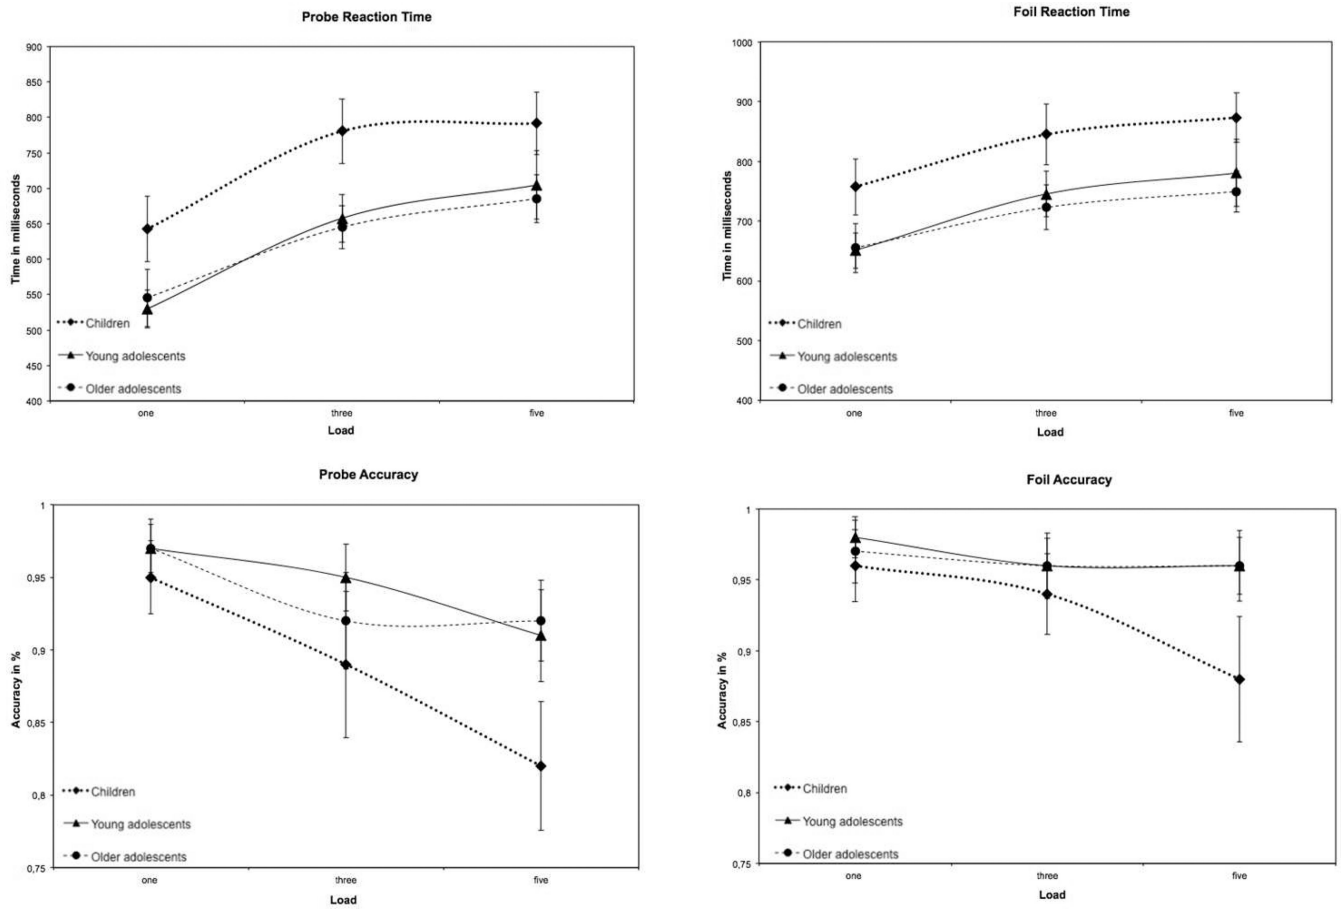 Probe Reaction Time
900
850
800
750
700
650
600
550
500
450
400
Time in milliseconds
Children
Young adolescents
Older adolescents
one three five
Load
Foil Reaction Time
1000
900
800
700
600
500
400
Time in milliseconds
Children
Young adolescents
Older adolescents
one three five
Load
Probe Accuracy
1
0,95
0,9
0,85
0,8
0,75
Accuracy in %
Children
Young adolescents
Older adolescents
one three five
Load
Foil Accuracy
1
0,95
0,9
0,85
0,8
0,75
Accuracy in %
Children
Young adolescents
Older adolescents
one three five
Load